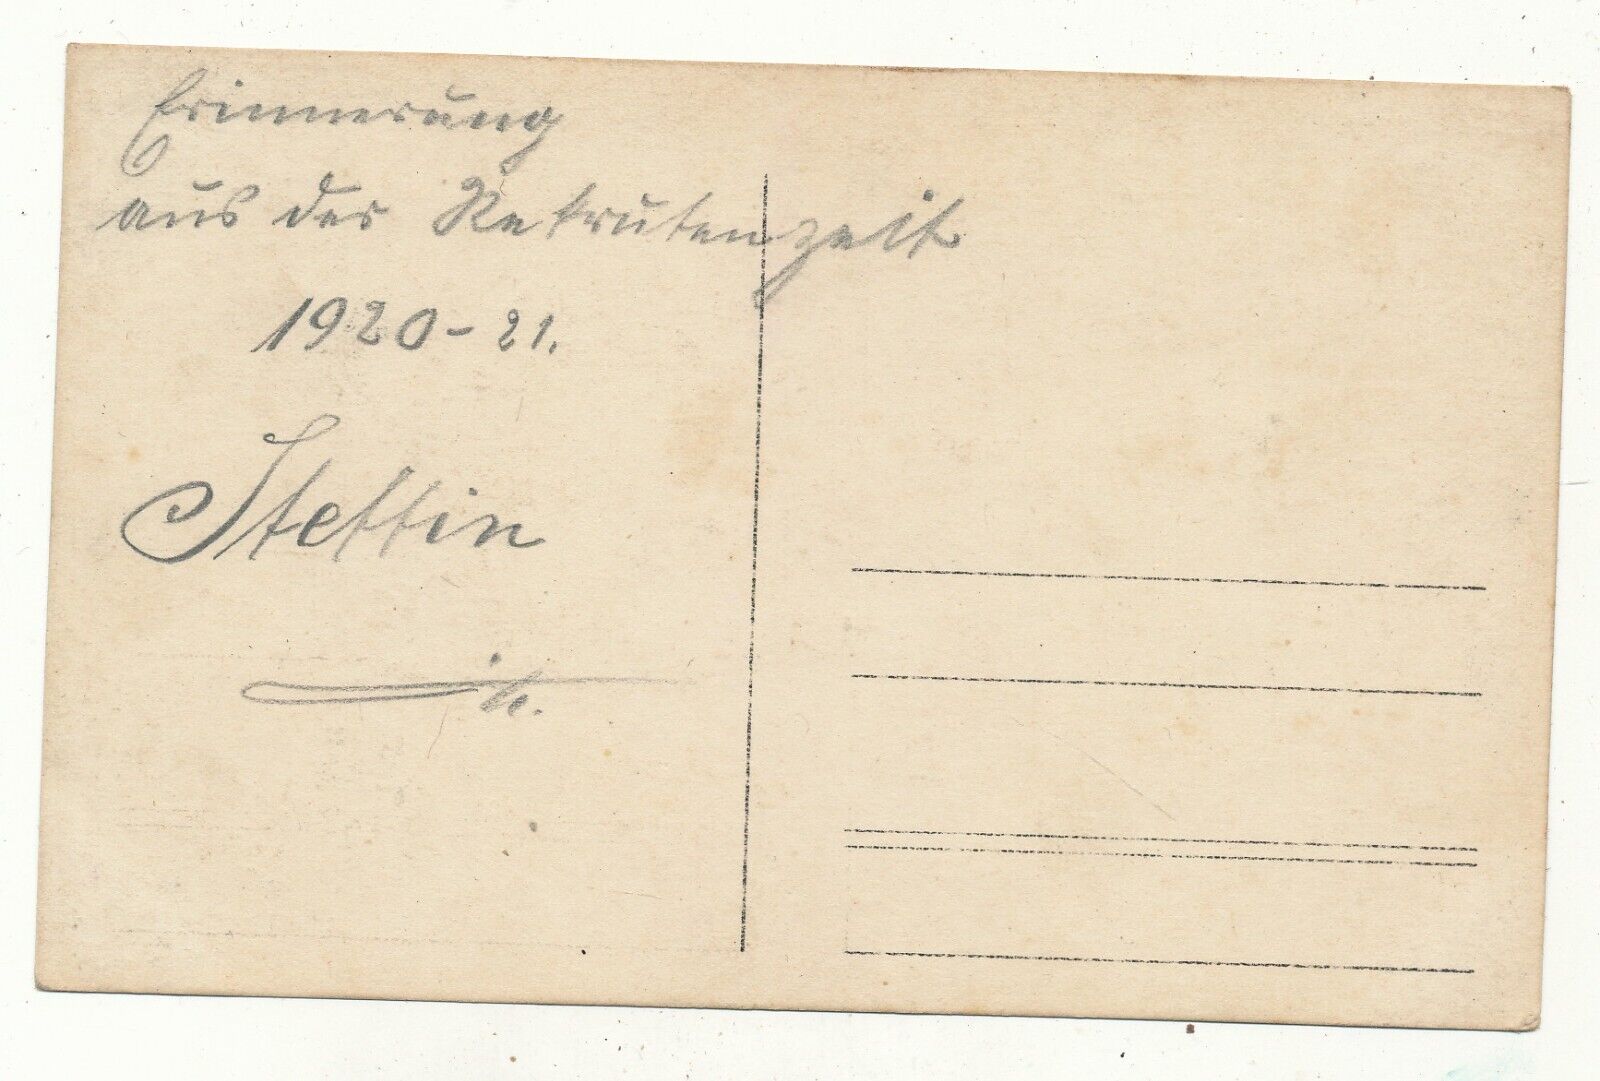 Erinnerung
aus der Rekrutenzeit
1920-21.
Stettin